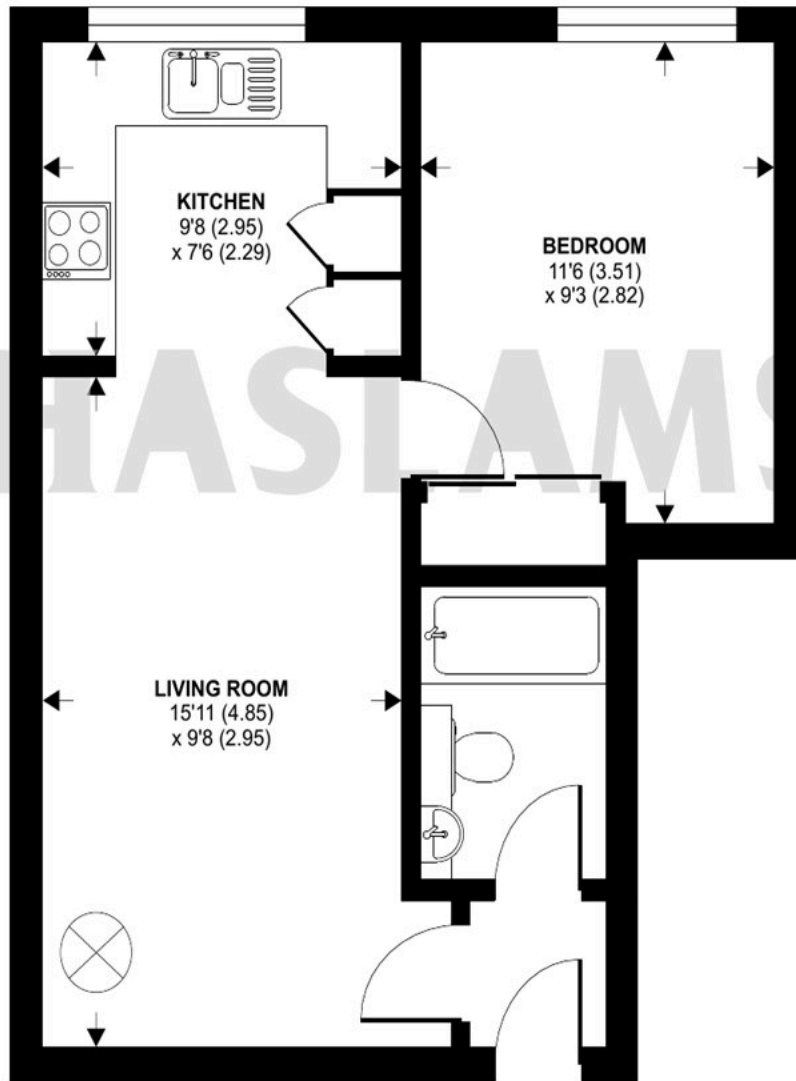 KITCHEN
9'8 (2.95)
x 7'6 (2.29)
BEDROOM
11'6 (3.51)
x 9'3 (2.82)
HASLAMS
LIVING ROOM
15'11 (4.85)
x 9'8 (2.95)